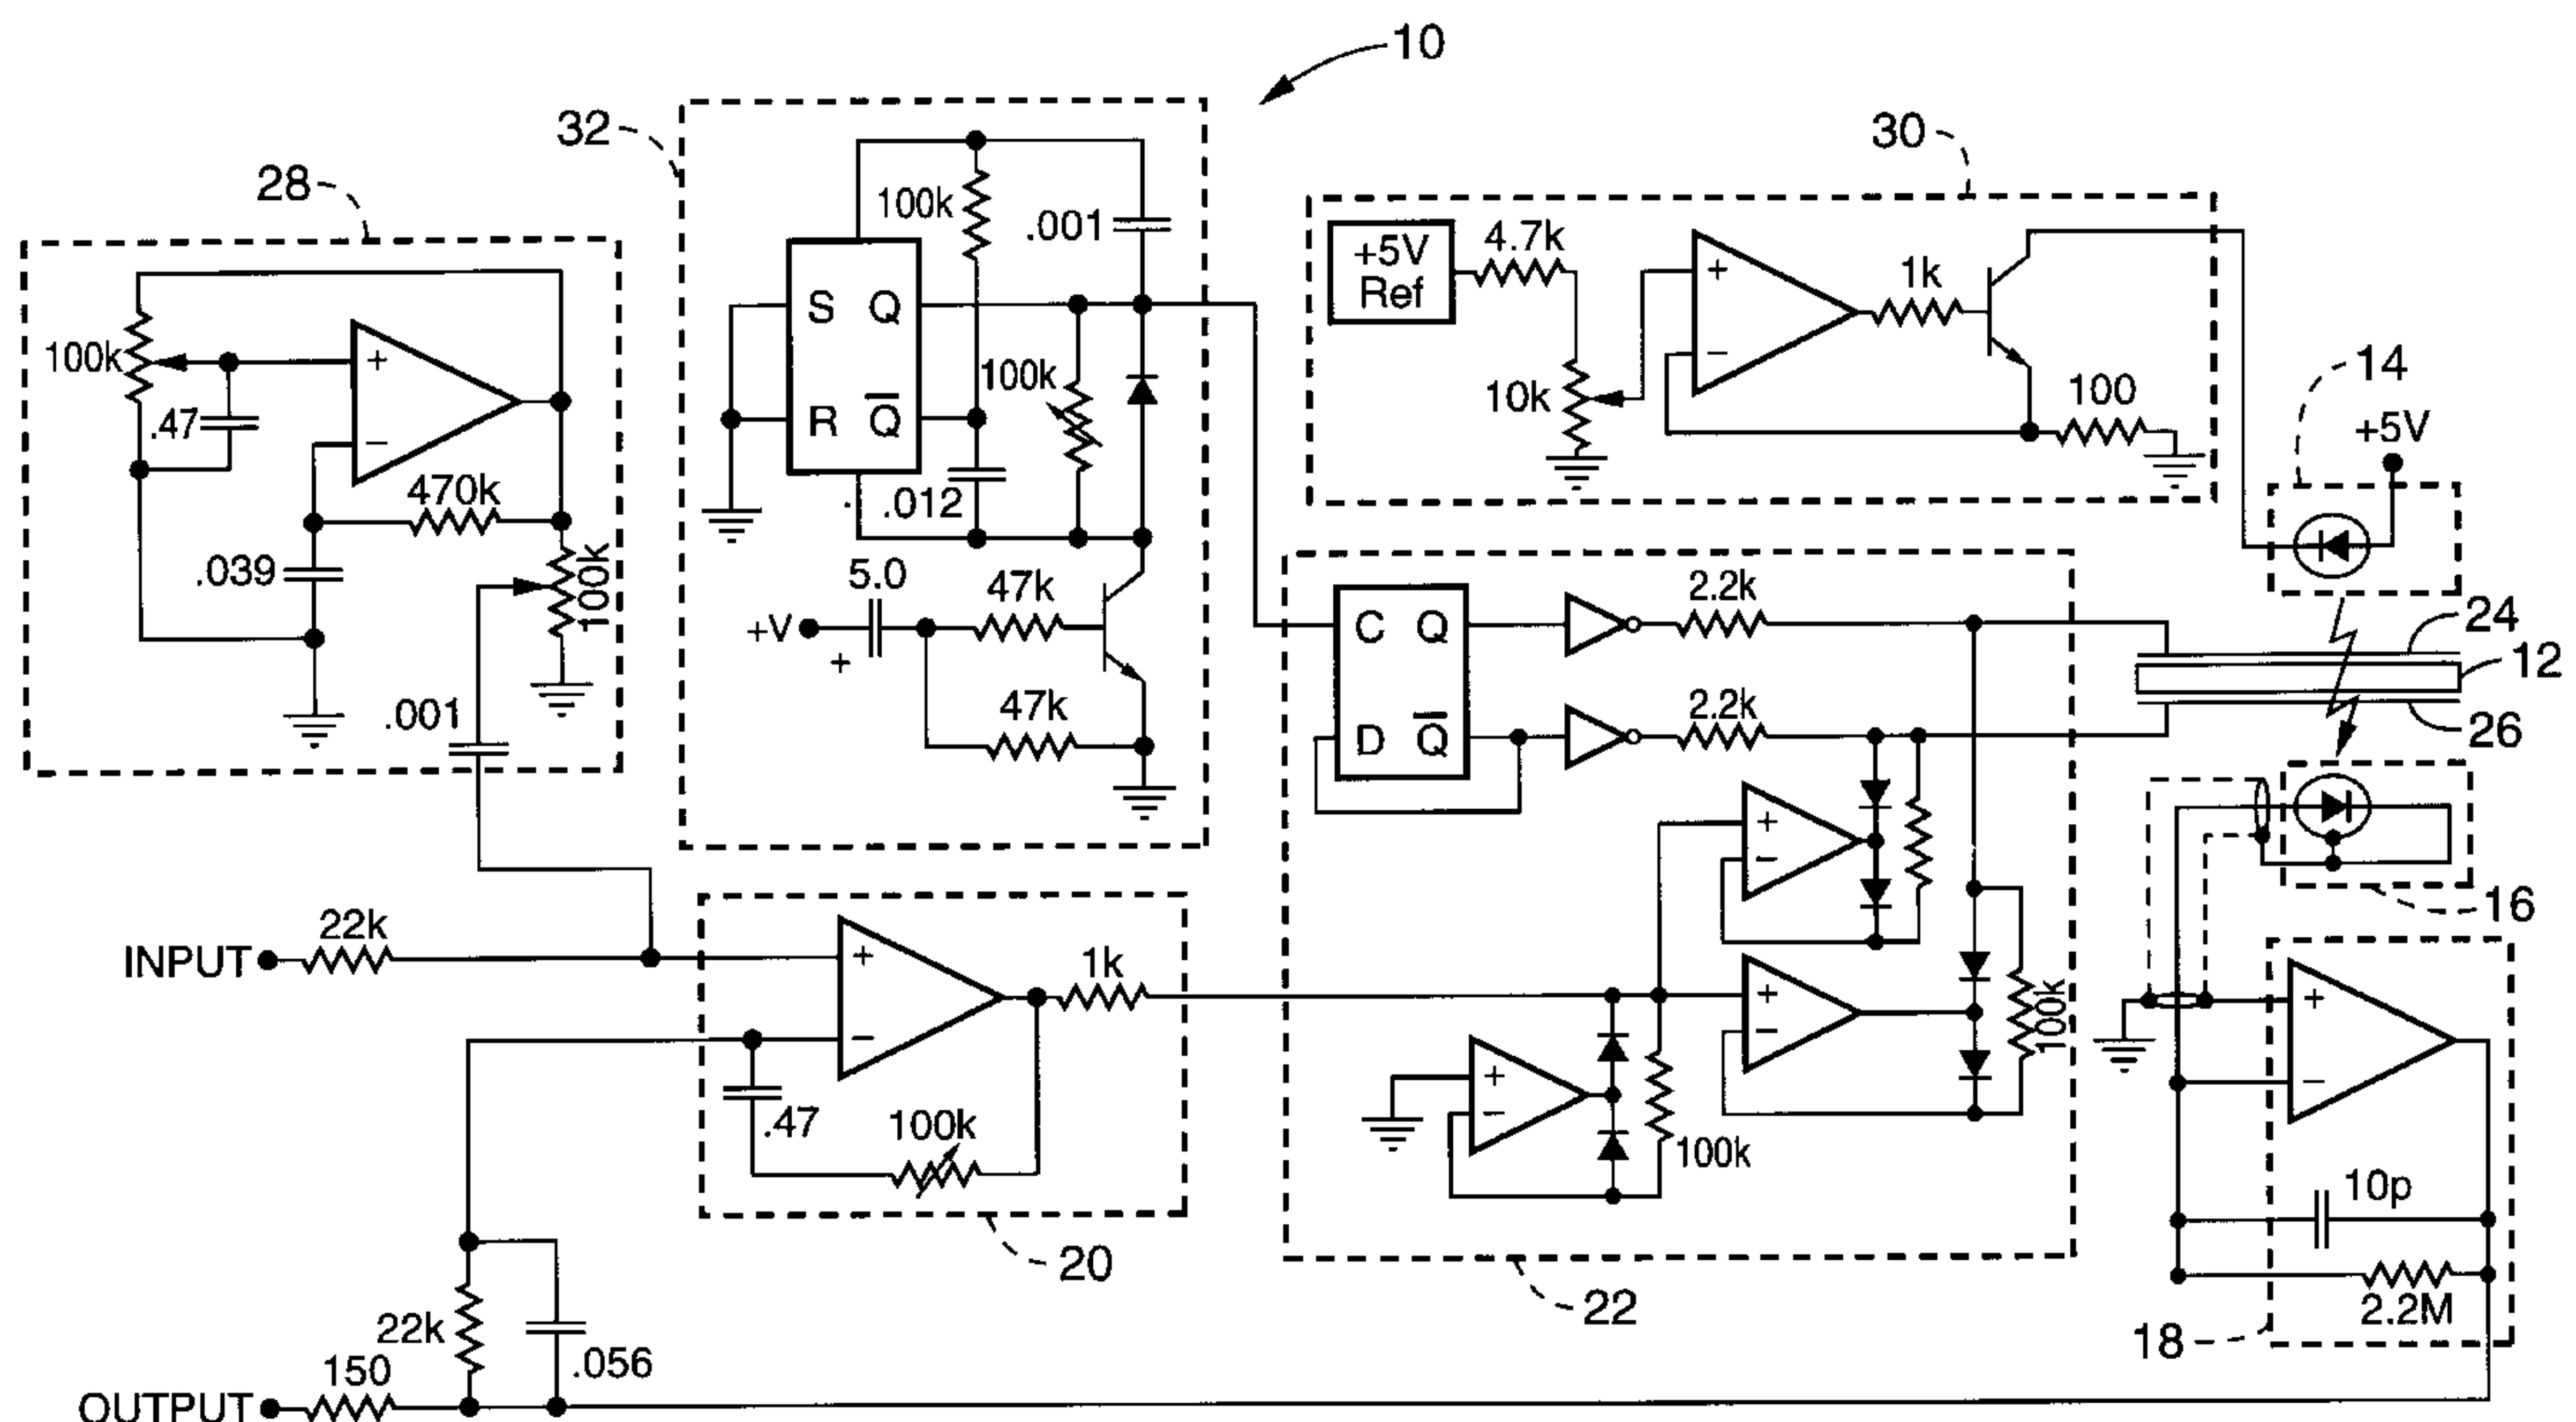 10
32
30
28
100k
.001
+5V
Ref
4.7k
+
1k
−
10k
100
S Q
R Q̅
100k
.012
14
+5V
100k
+
−
.47
470k
.039
100k
.001
5.0
+V
+
47k
47k
C Q
D Q̅
2.2k
2.2k
24
12
26
+
−
16
INPUT
22k
+
−
1k
.47
100k
20
+
−
100k
+
−
100k
22
+
−
10p
2.2M
18
22k
.056
150
OUTPUT